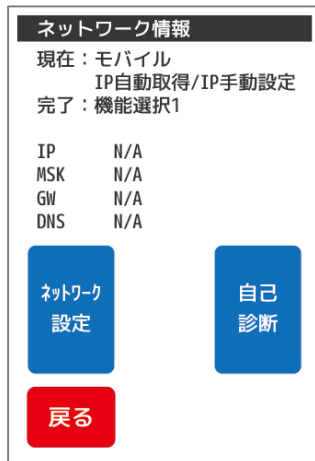 ネットワーク情報
現在：モバイル
IP自動取得/IP手動設定
完了：機能選択1
IP N/A
MSK N/A
GW N/A
DNS N/A
ﾈｯﾄﾜｰｸ
設定
自己
診断
戻る